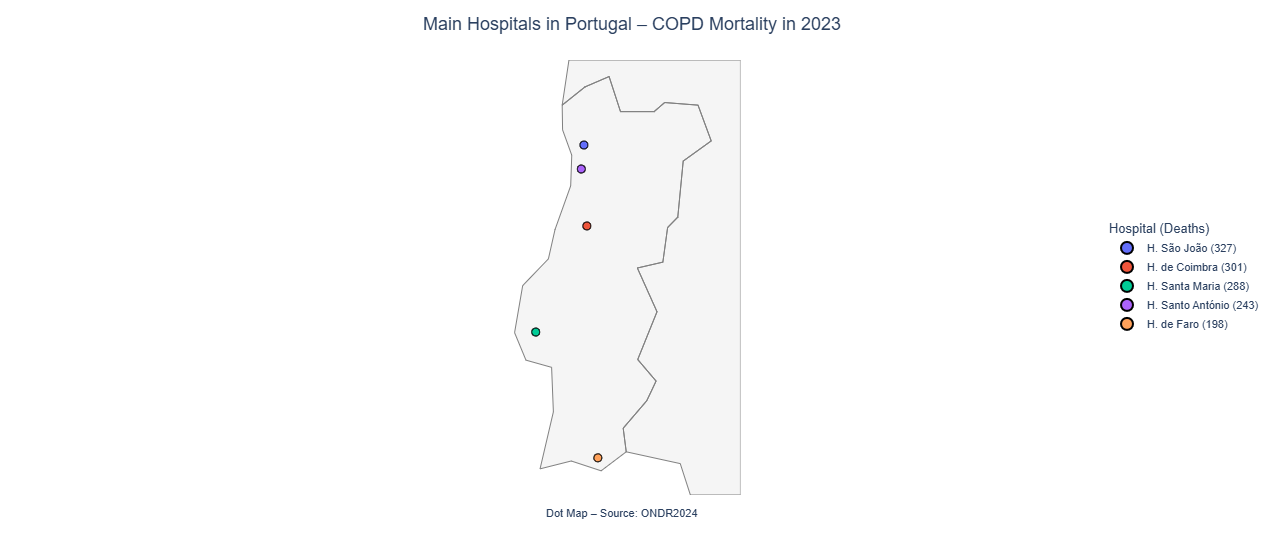 Main Hospitals in Portugal – COPD Mortality in 2023
Hospital (Deaths)
H. São João (327)
H. de Coimbra (301)
H. Santa Maria (288)
H. Santo António (243)
H. de Faro (198)
Dot Map – Source: ONDR2024